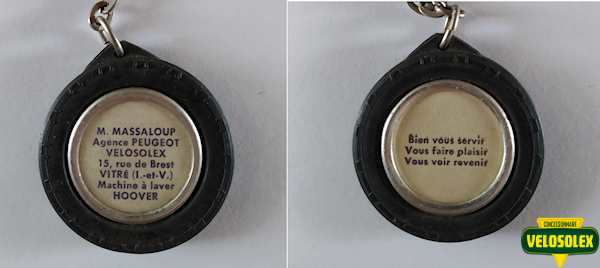 M. MASSALOUP
Agence PEUGEOT
VELOSOLEX
15, rue de Brest
VITRÉ (I.-et-V.)
Machine à laver
HOOVER
Bien vous servir
Vous faire plaisir
Vous voir revenir
CONCESSIONNAIRE
VELOSOLEX